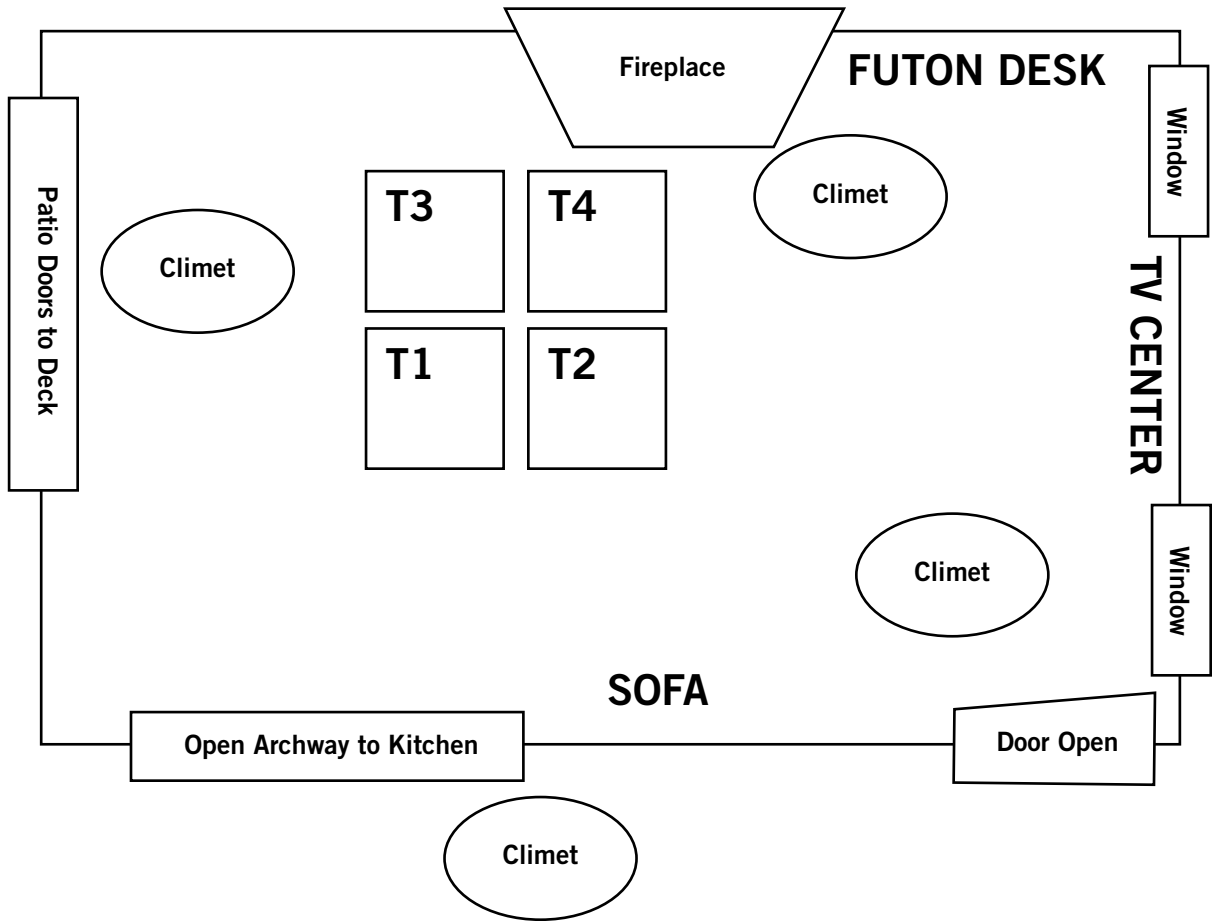 Fireplace
FUTON DESK
Window
Patio Doors to Deck
T3
T4
Climet
Climet
TV CENTER
T1
T2
Climet
Window
SOFA
Open Archway to Kitchen
Door Open
Climet